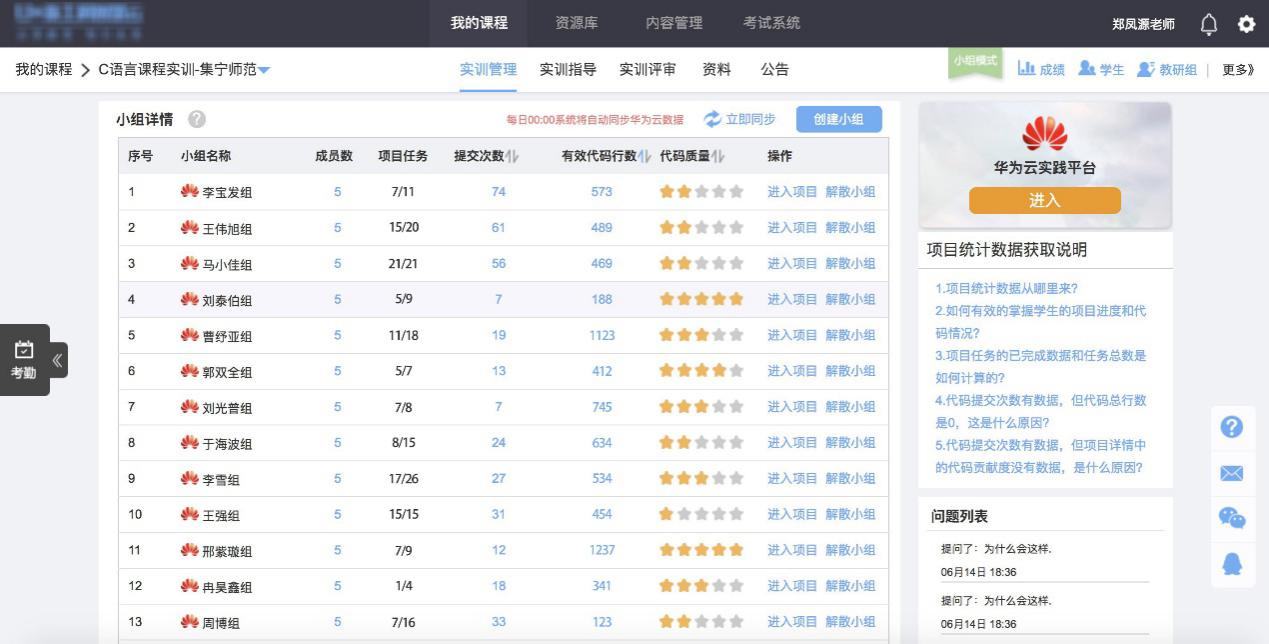 我的课程 资源库 内容管理 考试系统 郑凤源老师
我的课程 > C语言课程实训-集宁师范
实训管理 实训指导 实训评审 资料 公告
小组模式 成绩 学生 教研组 | 更多》
小组详情 ? 每日00:00系统将自动同步华为云数据 立即同步 创建小组
序号 小组名称 成员数 项目任务 提交次数 有效代码行数 代码质量 操作
1 李宝发组 5 7/11 74 573 进入项目 解散小组
2 王伟旭组 5 15/20 61 489 进入项目 解散小组
3 马小佳组 5 21/21 56 469 进入项目 解散小组
4 刘泰伯组 5 5/9 7 188 进入项目 解散小组
5 曹纾亚组 5 11/18 19 1123 进入项目 解散小组
6 郭双全组 5 5/7 13 412 进入项目 解散小组
7 刘光普组 5 7/8 7 745 进入项目 解散小组
8 于海波组 5 8/15 24 634 进入项目 解散小组
9 李雪组 5 17/26 27 534 进入项目 解散小组
10 王强组 5 15/15 31 454 进入项目 解散小组
11 邢紫璇组 5 7/9 12 1237 进入项目 解散小组
12 冉昊鑫组 5 1/4 18 341 进入项目 解散小组
13 周博组 5 7/16 33 123 进入项目 解散小组
考勤
华为云实践平台
进入
项目统计数据获取说明
1.项目统计数据从哪里来?
2.如何有效的掌握学生的项目进度和代
码情况?
3.项目任务的已完成数据和任务总数是
如何计算的?
4.代码提交次数有数据，但代码总行数
是0，这是什么原因?
5.代码提交次数有数据，但项目详情中
的代码贡献度没有数据，是什么原因?
问题列表
提问了：为什么会这样.
06月14日 18:36
提问了：为什么会这样.
06月14日 18:36